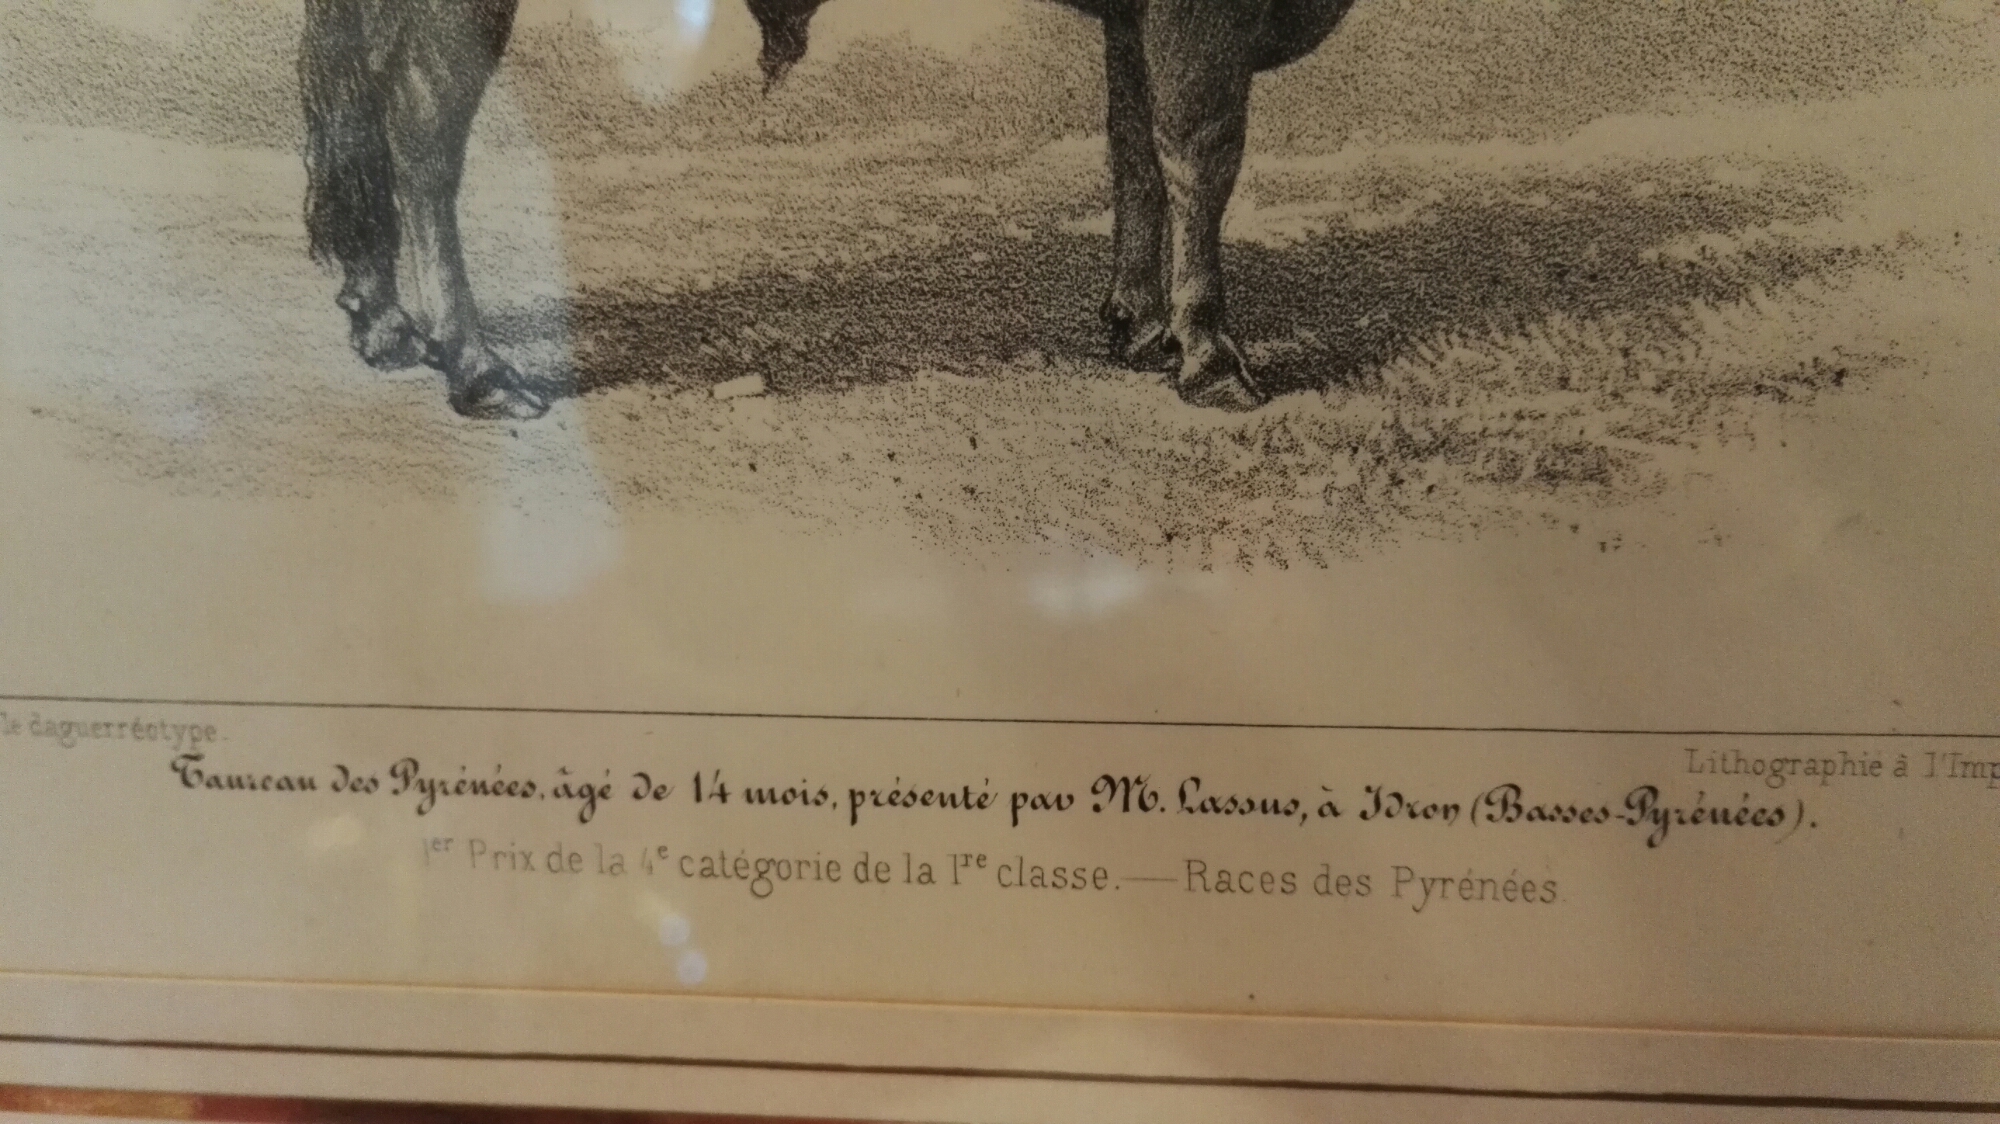 le daguerréotype.
Lithographié à l'Imp
Taureau des Pyrénées, âgé de 14 mois, présenté par M. Lassus, à Idron (Basses-Pyrénées).
1er Prix de la 4e catégorie de la 1re classe.—Races des Pyrénées.